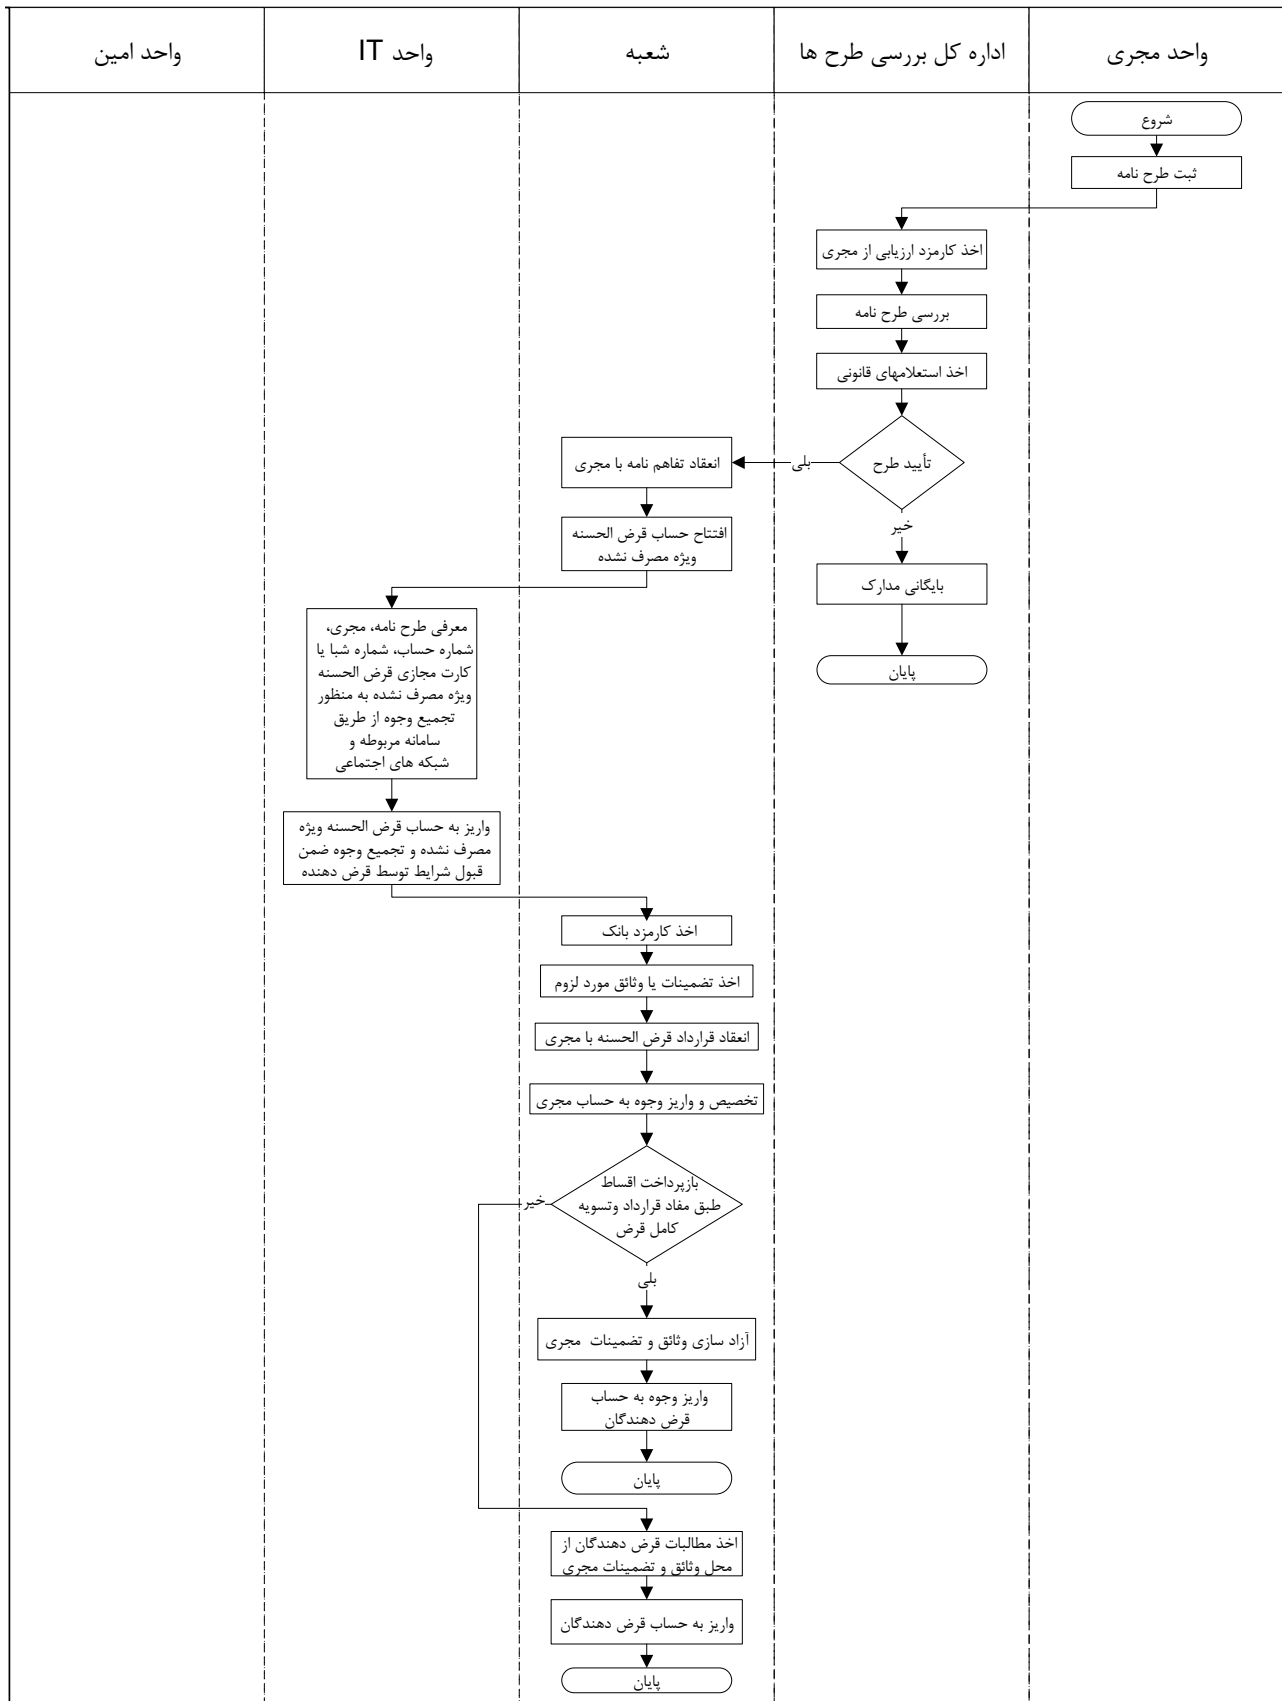 واحد مجری
اداره کل بررسی طرح ها
شعبه
واحد IT
واحد امین
شروع
ثبت طرح نامه
اخذ کارمزد ارزیابی از مجری
بررسی طرح نامه
اخذ استعلامهای قانونی
تأیید طرح
بلی
خیر
انعقاد تفاهم نامه با مجری
افتتاح حساب قرض الحسنه
ویژه مصرف نشده
بایگانی مدارک
پایان
معرفی طرح نامه، مجری،
شماره حساب، شماره شبا یا
کارت مجازی قرض الحسنه
ویژه مصرف نشده به منظور
تجمیع وجوه از طریق
سامانه مربوطه و
شبکه های اجتماعی
واریز به حساب قرض الحسنه ویژه
مصرف نشده و تجمیع وجوه ضمن
قبول شرایط توسط قرض دهنده
اخذ کارمزد بانک
اخذ تضمینات یا وثائق مورد لزوم
انعقاد قرارداد قرض الحسنه با مجری
تخصیص و واریز وجوه به حساب مجری
بازپرداخت اقساط
طبق مفاد قرارداد وتسویه
کامل قرض
خیر
بلی
آزاد سازی وثائق و تضمینات مجری
واریز وجوه به حساب
قرض دهندگان
پایان
اخذ مطالبات قرض دهندگان از
محل وثائق و تضمینات مجری
واریز به حساب قرض دهندگان
پایان